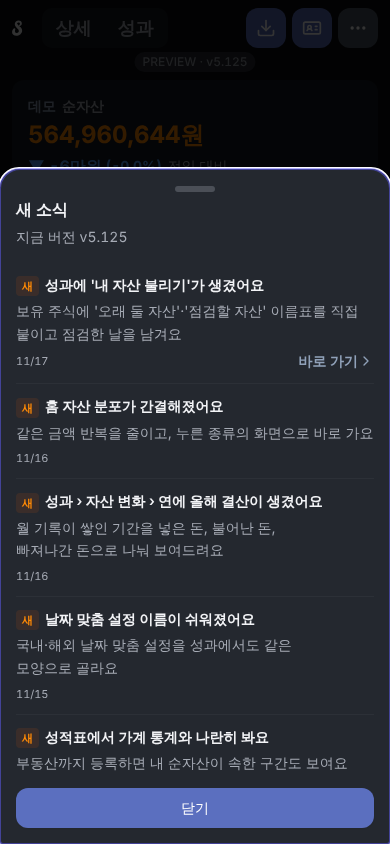 상세 성과
PREVIEW · v5.125
데모 순자산
564,960,644원
새 소식
지금 버전 v5.125
새 성과에 '내 자산 불리기'가 생겼어요
보유 주식에 '오래 둘 자산'·'점검할 자산' 이름표를 직접
붙이고 점검한 날을 남겨요
11/17 바로 가기
새 홈 자산 분포가 간결해졌어요
같은 금액 반복을 줄이고, 누른 종류의 화면으로 바로 가요
11/16
새 성과 › 자산 변화 › 연에 올해 결산이 생겼어요
월 기록이 쌓인 기간을 넣은 돈, 불어난 돈,
빠져나간 돈으로 나눠 보여드려요
11/16
새 날짜 맞춤 설정 이름이 쉬워졌어요
국내·해외 날짜 맞춤 설정을 성과에서도 같은
모양으로 골라요
11/15
새 성적표에서 가계 통계와 나란히 봐요
부동산까지 등록하면 내 순자산이 속한 구간도 보여요
닫기